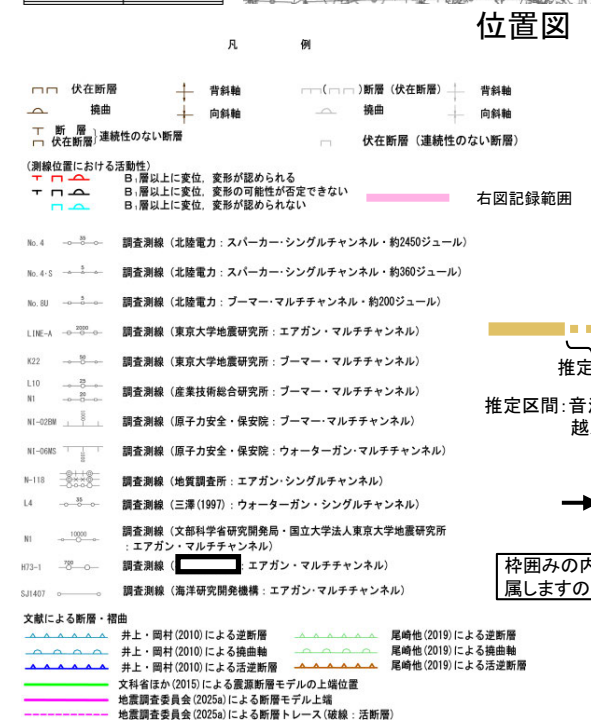 位置図
凡 例
伏在断層 背斜軸 ( )断層 (伏在断層) 背斜軸
撓曲 向斜軸 撓曲 向斜軸
断 層
伏在断層}連続性のない断層 伏在断層 (連続性のない断層)
(測線位置における活動性)
B₁層以上に変位, 変形が認められる
B₁層以上に変位, 変形の可能性が否定できない
B₁層以上に変位, 変形が認められない
右図記録範囲
No.4 調査測線 (北陸電力：スパーカー・シングルチャンネル・約2450ジュール)
No.4-S 5 調査測線 (北陸電力：スパーカー・シングルチャンネル・約360ジュール)
No.8U 5 調査測線 (北陸電力：ブーマー・マルチチャンネル・約200ジュール)
LINE-A 2000 調査測線 (東京大学地震研究所：エアガン・マルチチャンネル)
K22 50 調査測線 (東京大学地震研究所：ブーマー・マルチチャンネル)
L10 25
N1 20 調査測線 (産業技術総合研究所：ブーマー・マルチチャンネル)
NI-02BM 調査測線 (原子力安全・保安院：ブーマー・マルチチャンネル)
NI-06MS 調査測線 (原子力安全・保安院：ウォーターガン・マルチチャンネル)
N-118 調査測線 (地質調査所：エアガン・シングルチャンネル)
L4 35 調査測線 (三澤(1997)：ウォーターガン・シングルチャンネル)
N1 10000 調査測線 (文部科学省研究開発局・国立大学法人東京大学地震研究所
：エアガン・マルチチャンネル)
H73-1 700 調査測線 ( ：エアガン・マルチチャンネル)
SJ1407 調査測線 (海洋研究開発機構：エアガン・マルチチャンネル)
推定
推定区間：音
越
枠囲みの内
属しますの
文献による断層・褶曲
井上・岡村(2010)による逆断層 尾崎他(2019)による逆断層
井上・岡村(2010)による撓曲軸 尾崎他(2019)による撓曲軸
井上・岡村(2010)による活逆断層 尾崎他(2019)による活逆断層
文科省ほか(2015)による震源断層モデルの上端位置
地震調査委員会(2025a)による断層モデル上端
地震調査委員会(2025a)による断層トレース(破線：活断層)